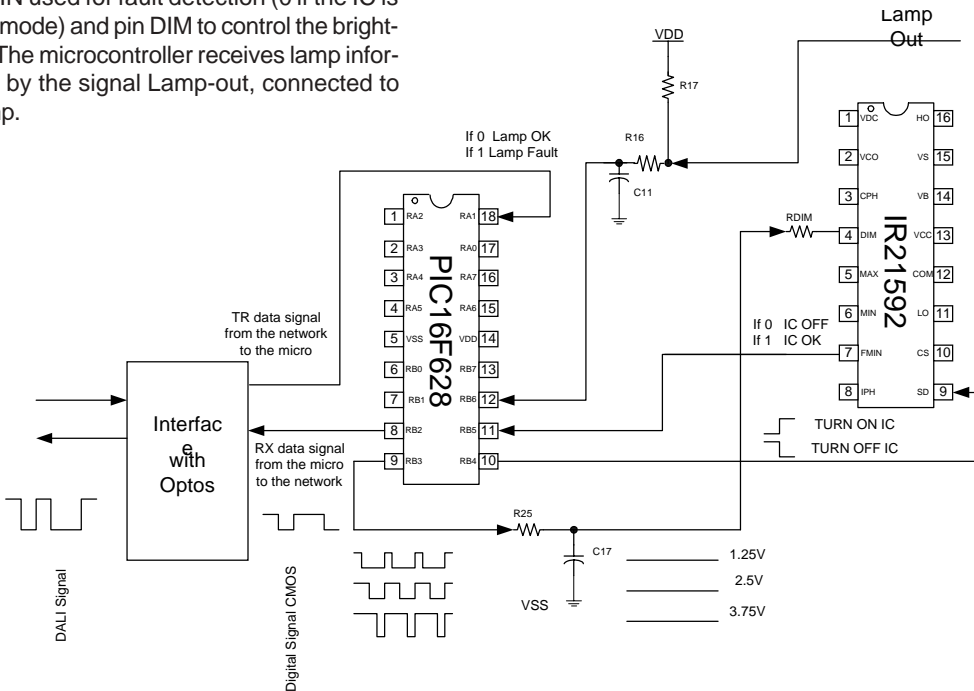 IN used for fault detection (0 if the IC is
mode) and pin DIM to control the bright-
The microcontroller receives lamp infor-
by the signal Lamp-out, connected to
Lamp
Out
VDD
R17
R16
C11
If 0 Lamp OK
If 1 Lamp Fault
1 VDC HO 16
2 VCO VS 15
3 CPH VB 14
4 DIM VCC 13
5 MAX COM 12
6 MIN LO 11
7 FMIN CS 10
8 IPH SD 9
IR21592
RDIM
If 0 IC OFF
If 1 IC OK
TURN ON IC
TURN OFF IC
1 RA2 RA1 18
2 RA3 RA0 17
3 RA4 RA7 16
4 RA5 RA6 15
5 VSS VDD 14
6 RB0 RB7 13
7 RB1 RB6 12
8 RB2 RB5 11
9 RB3 RB4 10
PIC16F628
TR data signal
from the network
to the micro
Interfac
e
with
Optos
RX data signal
from the micro
to the network
R25
C17
VSS
1.25V
2.5V
3.75V
DALI Signal
Digital Signal CMOS